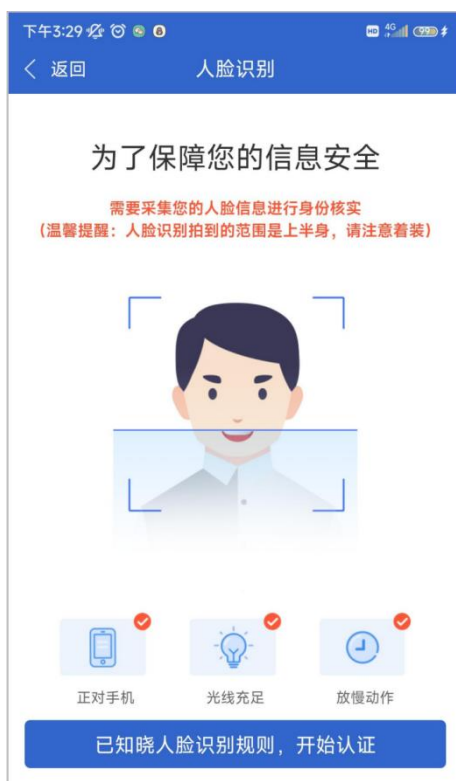 下午3:29
HD 4G 99
返回
人脸识别
为了保障您的信息安全
需要采集您的人脸信息进行身份核实
(温馨提醒：人脸识别拍到的范围是上半身，请注意着装)
正对手机
光线充足
放慢动作
已知晓人脸识别规则，开始认证